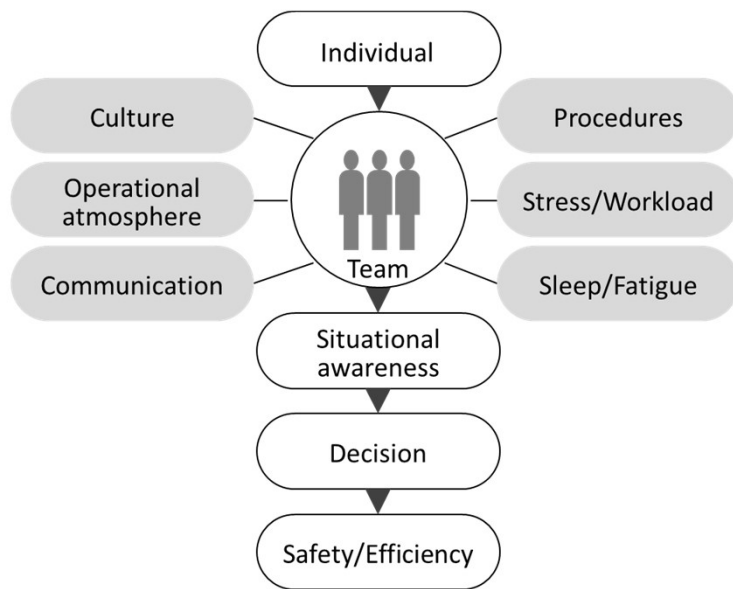 Individual
Culture
Procedures
Operational
atmosphere
Stress/Workload
Team
Communication
Sleep/Fatigue
Situational
awareness
Decision
Safety/Efficiency